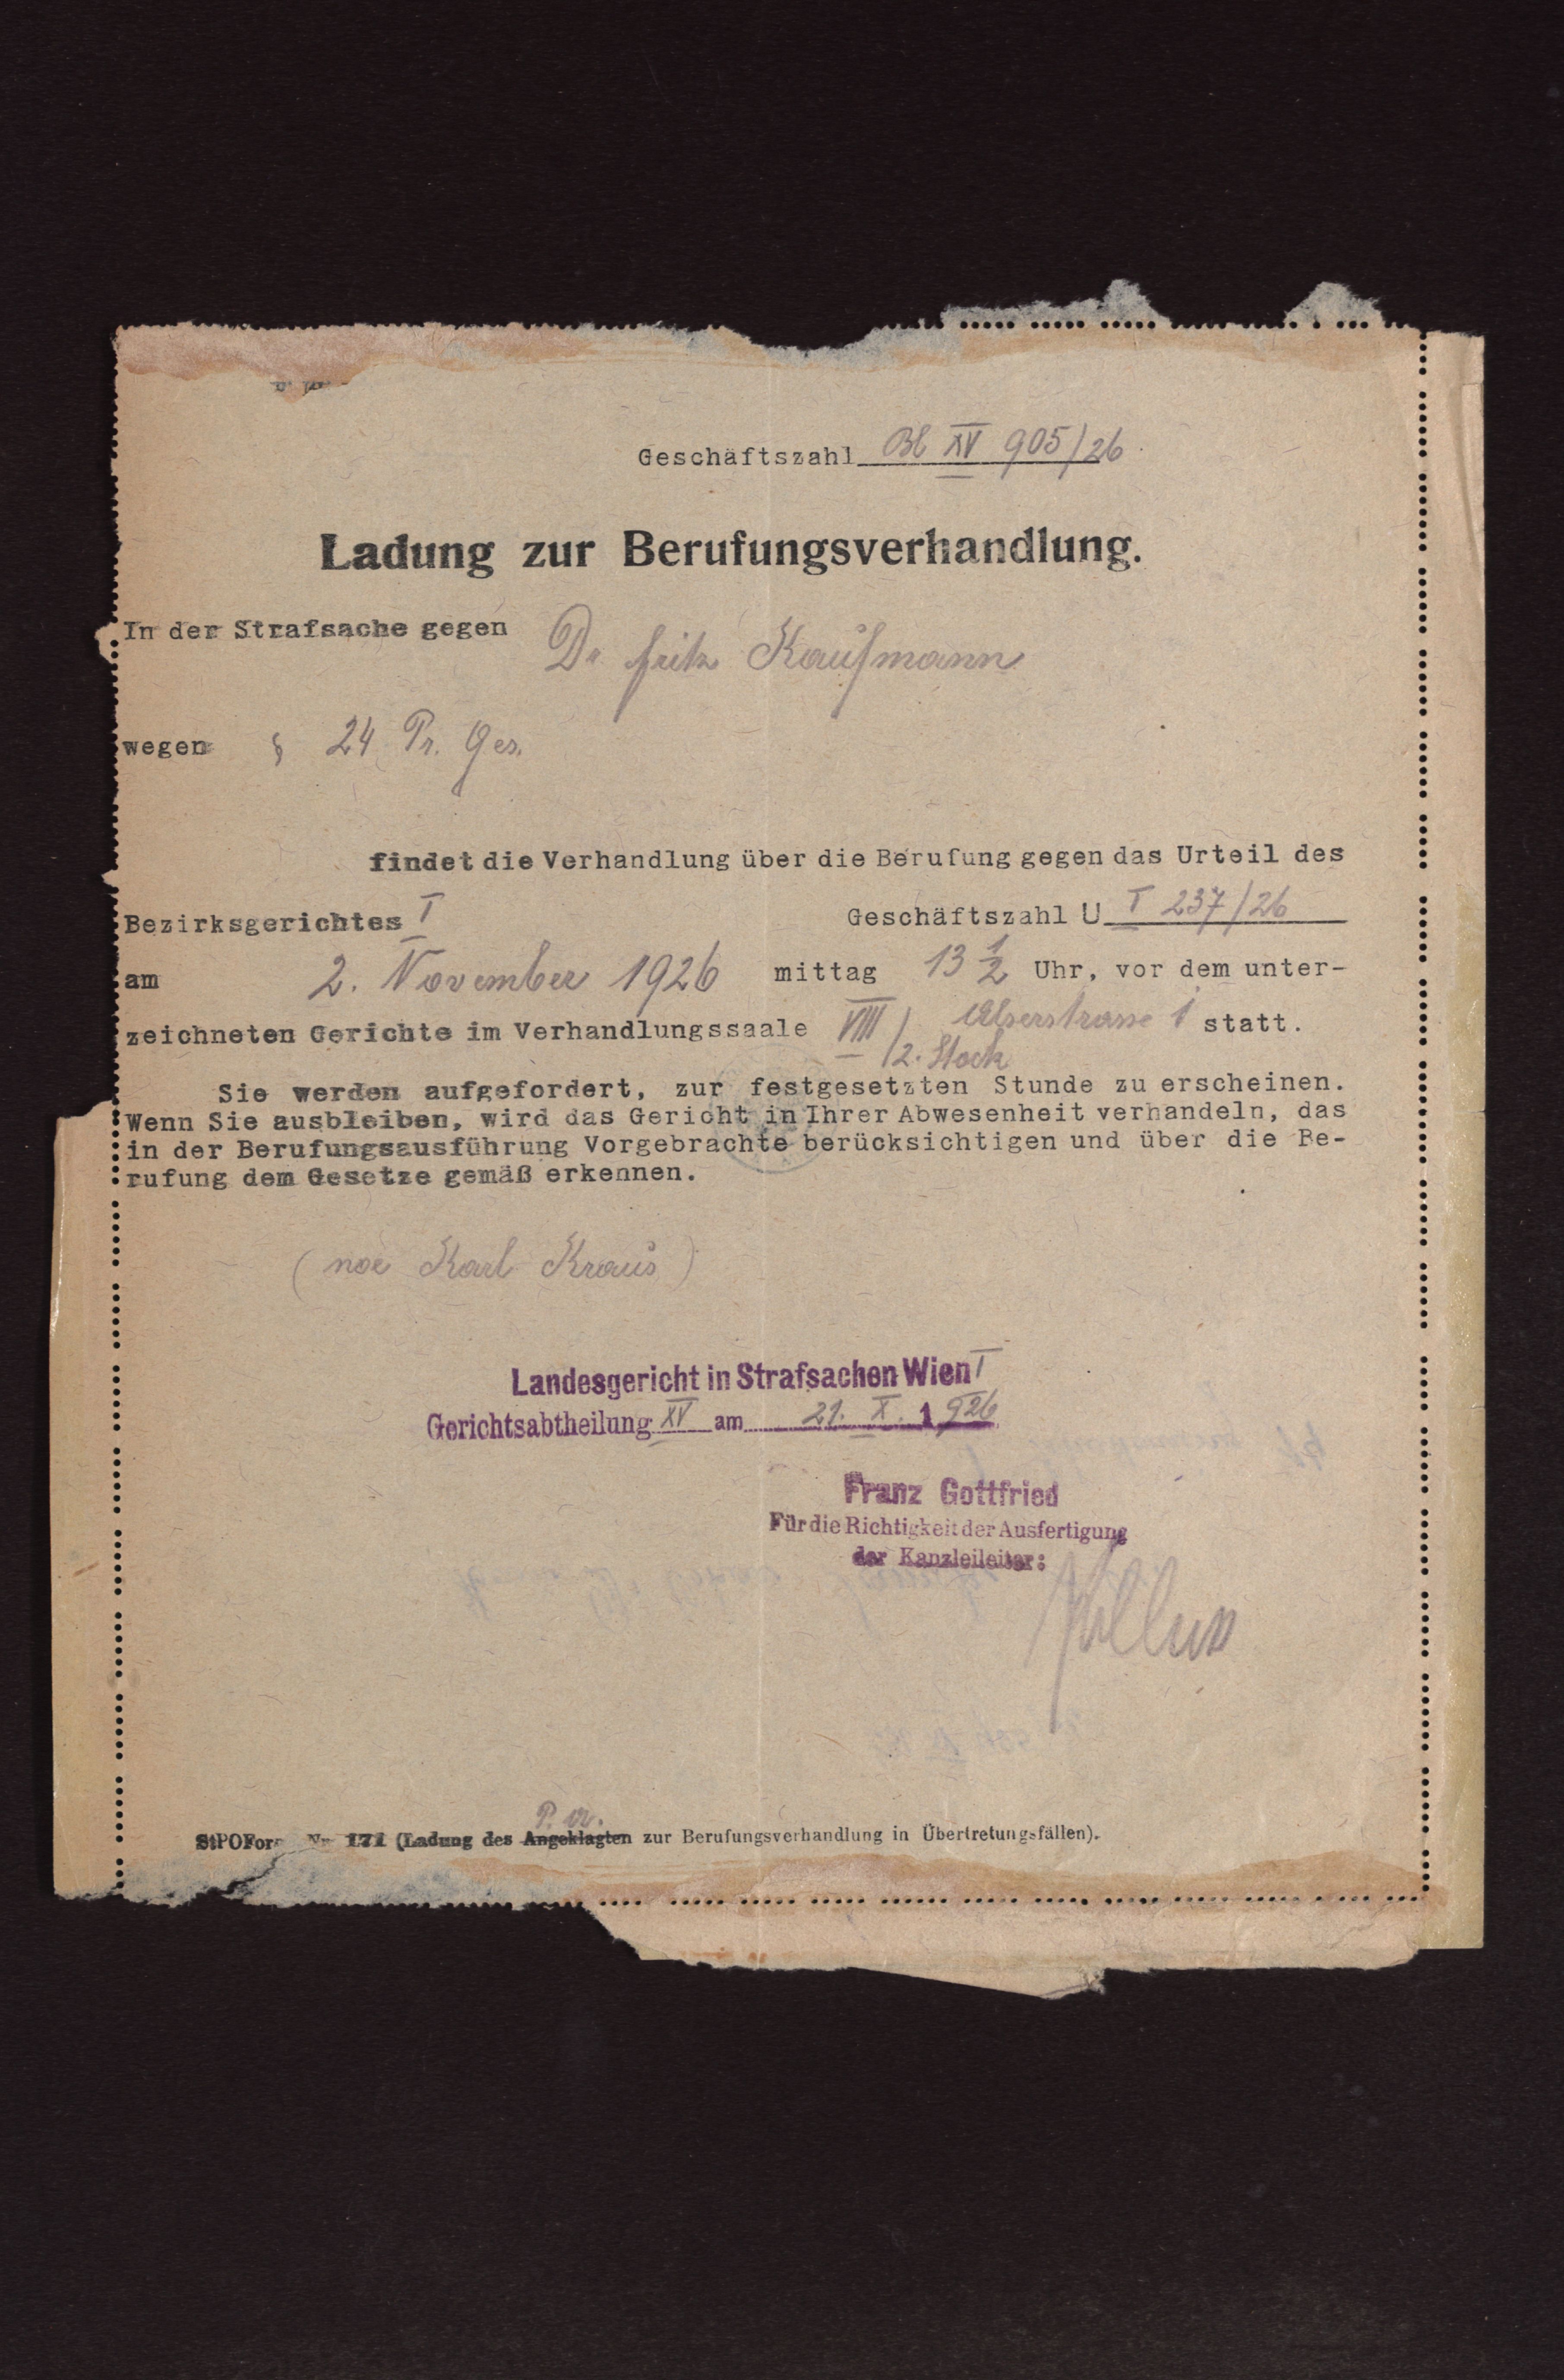 Geschäftszahl Bl XV 905/26
Ladung zur Berufungsverhandlung.
In der Strafsache gegen Dr Fritz Kaufmann
wegen § 24 Pr. Ges.
findet die Verhandlung über die Berufung gegen das Urteil des
Bezirksgerichtes I Geschäftszahl U I 237/26
am 2. November 1926 mittag 13 1/2 Uhr, vor dem unter-
zeichneten Gerichte im Verhandlungssaale VIII / Alserstrasse 1 statt.
2. Stock
Sie werden aufgefordert, zur festgesetzten Stunde zu erscheinen.
Wenn Sie ausbleiben, wird das Gericht in Ihrer Abwesenheit verhandeln, das
in der Berufungsausführung Vorgebrachte berücksichtigen und über die Be-
rufung dem Gesetze gemäß erkennen.
(noe Karl Kraus)
Landesgericht in Strafsachen Wien I
Gerichtsabtheilung XV am 21. X. 1926
Franz Gottfried
Für die Richtigkeit der Ausfertigung
der Kanzleileiter:
StPOForm Nr 171 (Ladung des Angeklagten zur Berufungsverhandlung in Übertretungsfällen).